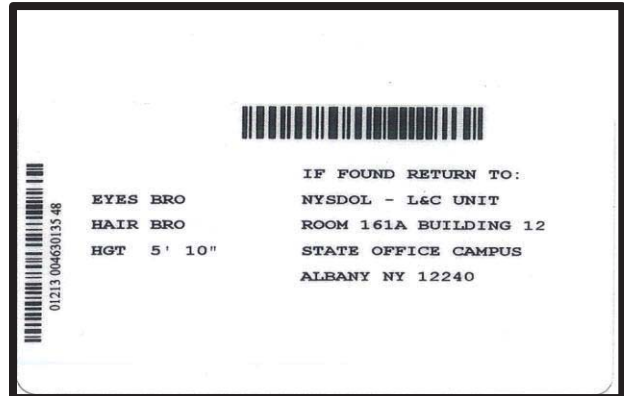 IF FOUND RETURN TO:
EYES BRO NYSDOL - L&C UNIT
HAIR BRO ROOM 161A BUILDING 12
HGT 5' 10" STATE OFFICE CAMPUS
ALBANY NY 12240
01213 004630135 48